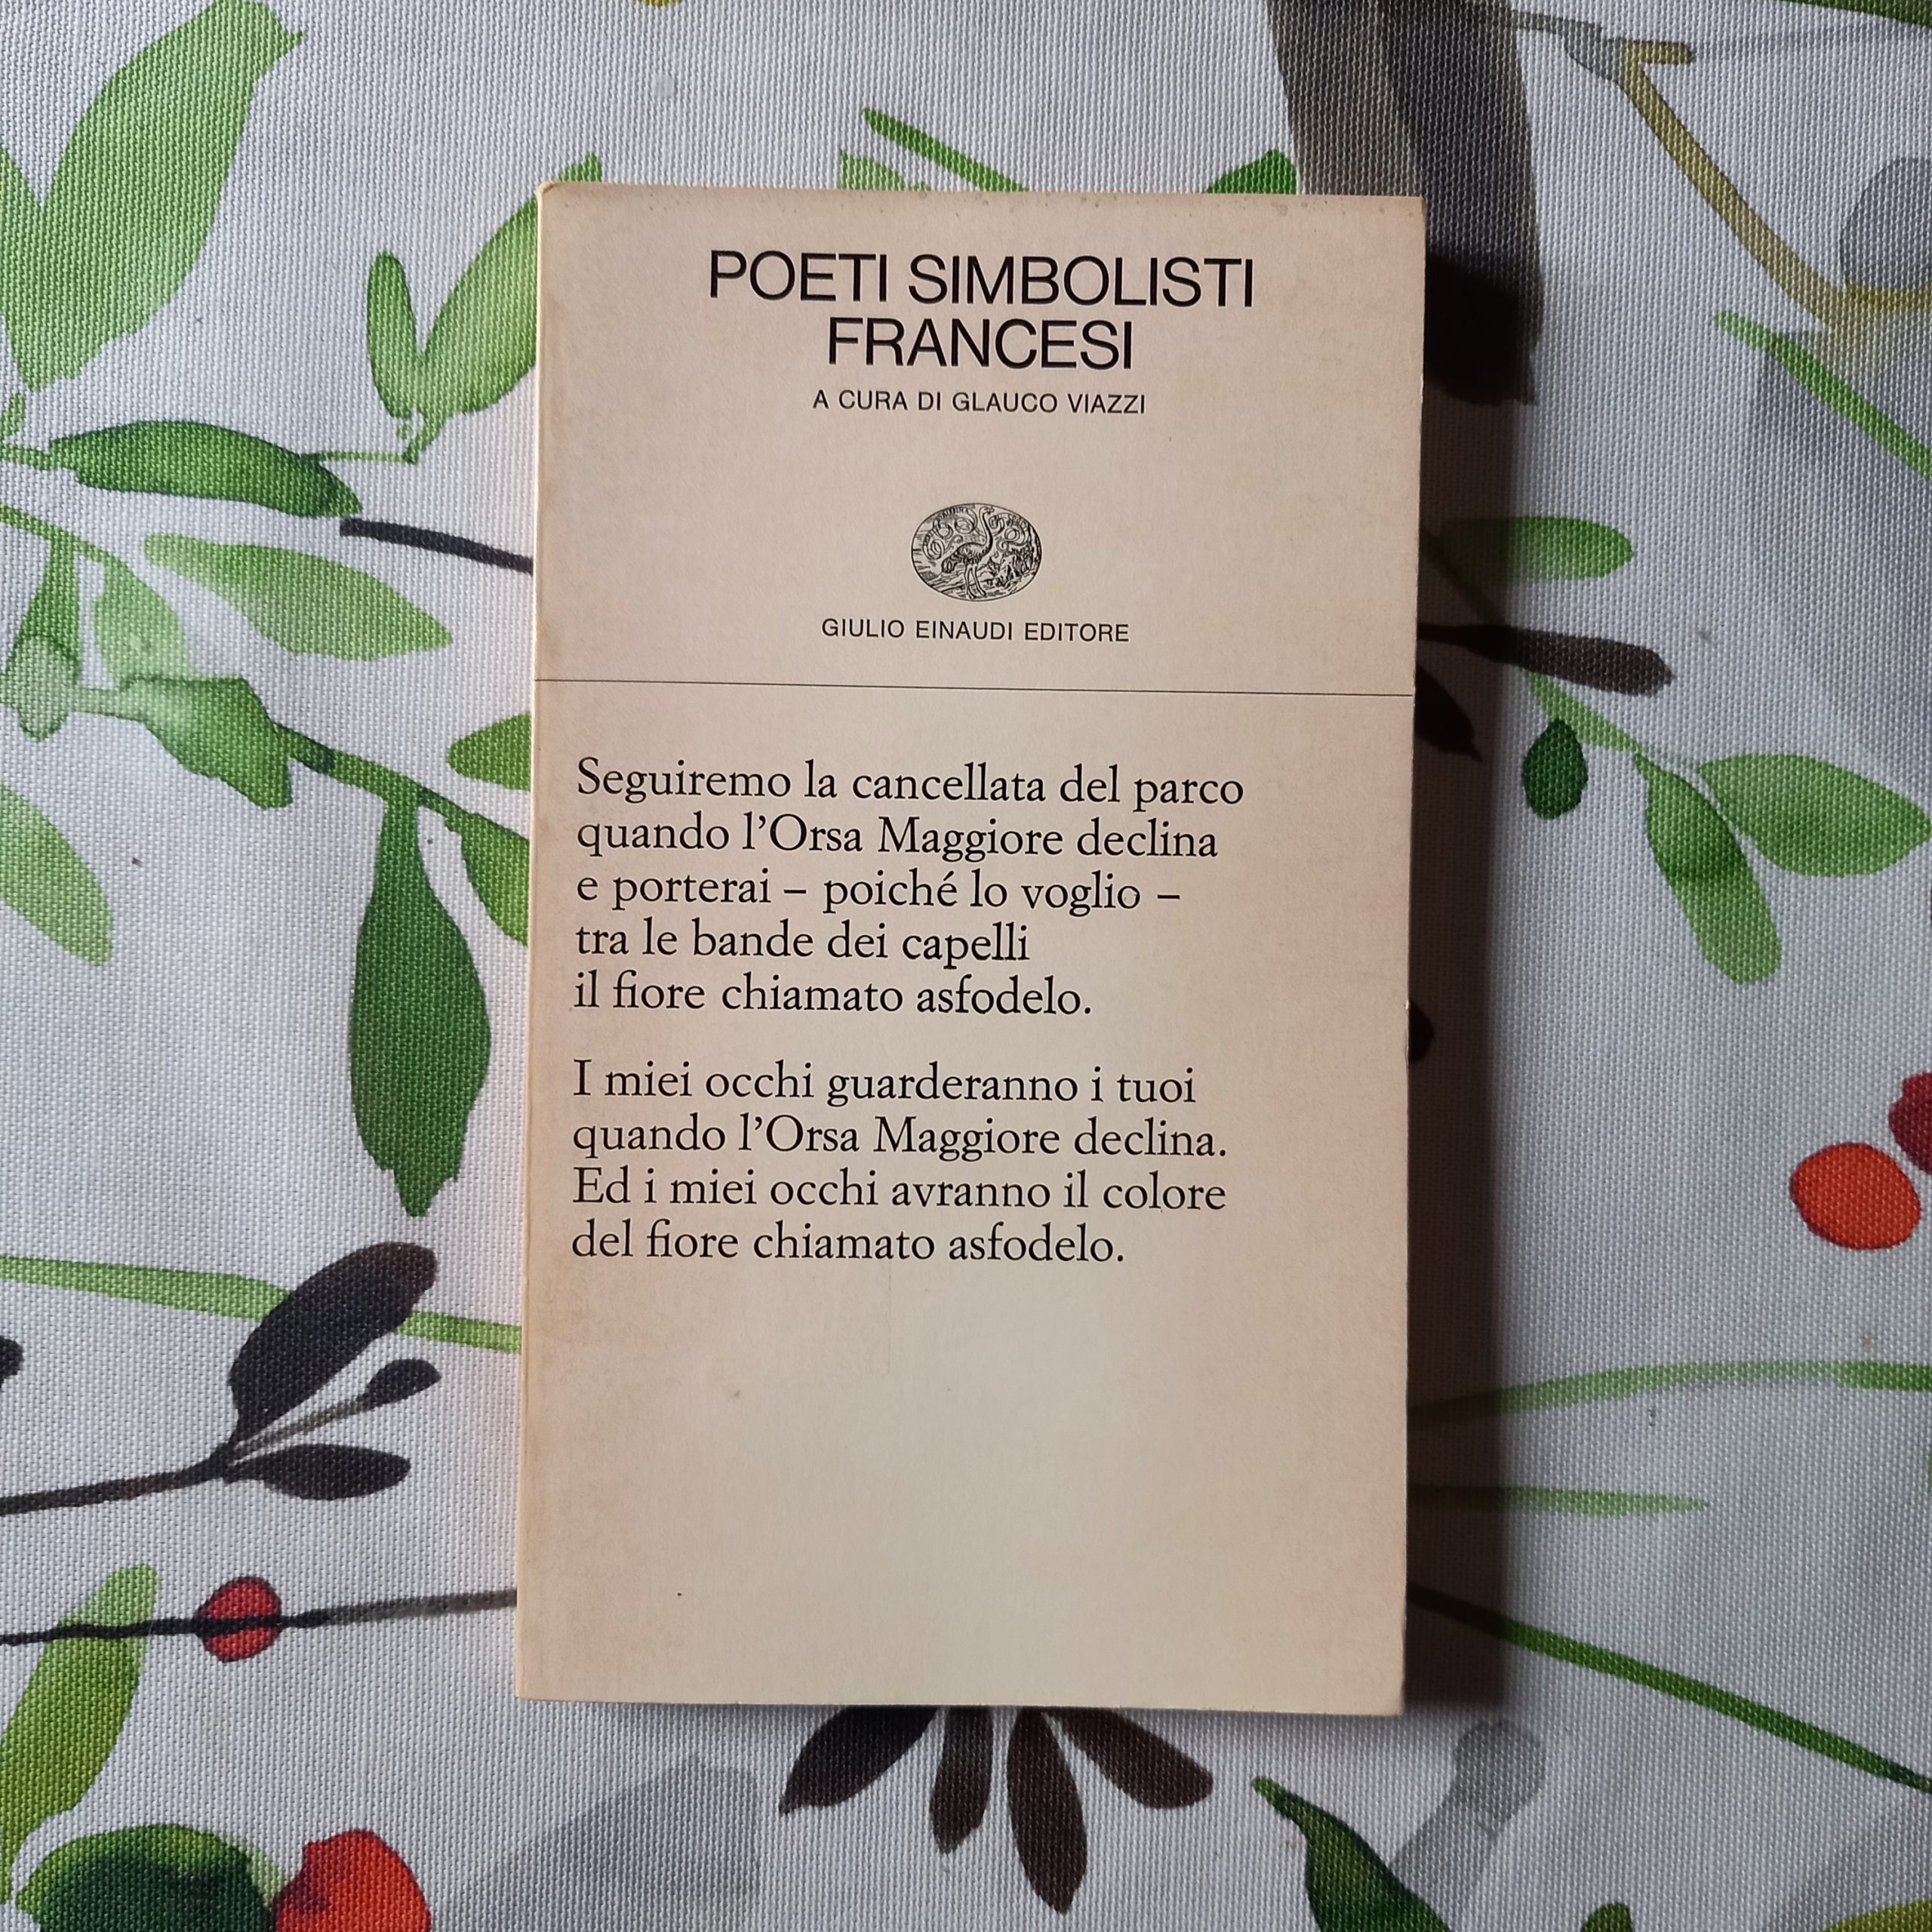 POETI SIMBOLISTI
FRANCESI
A CURA DI GLAUCO VIAZZI
GIULIO EINAUDI EDITORE
Seguiremo la cancellata del parco
quando l’Orsa Maggiore declina
e porterai – poiché lo voglio –
tra le bande dei capelli
il fiore chiamato asfodelo.
I miei occhi guarderanno i tuoi
quando l’Orsa Maggiore declina.
Ed i miei occhi avranno il colore
del fiore chiamato asfodelo.